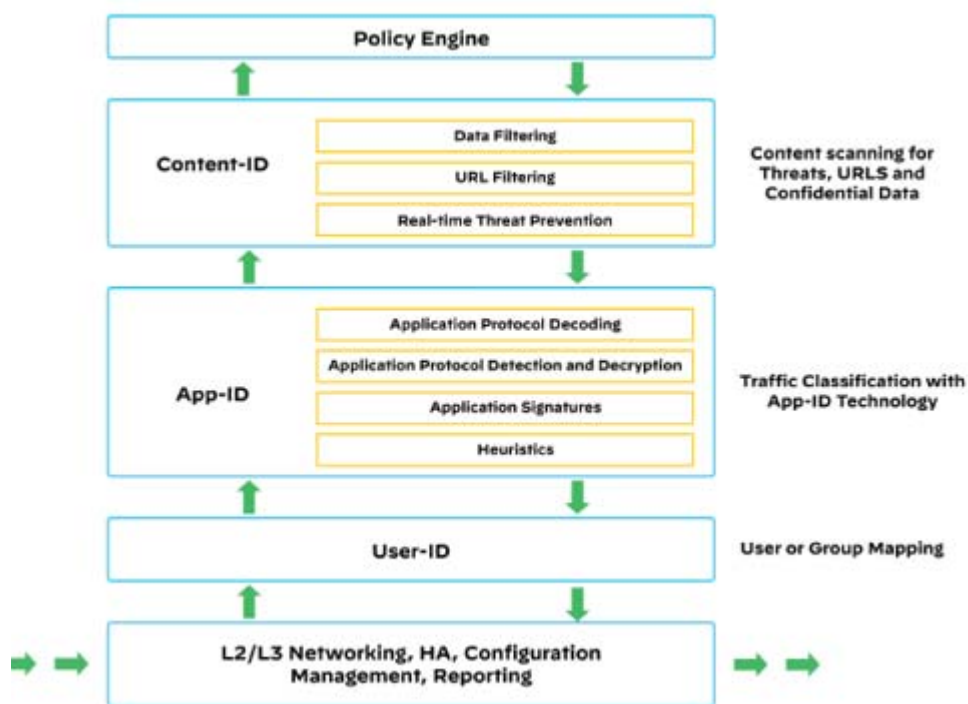 Policy Engine
Content-ID
Data Filtering
URL Filtering
Real-time Threat Prevention
Content scanning for
Threats, URLS and
Confidential Data
App-ID
Application Protocol Decoding
Application Protocol Detection and Decryption
Application Signatures
Heuristics
Traffic Classification with
App-ID Technology
User-ID
User or Group Mapping
L2/L3 Networking, HA, Configuration
Management, Reporting